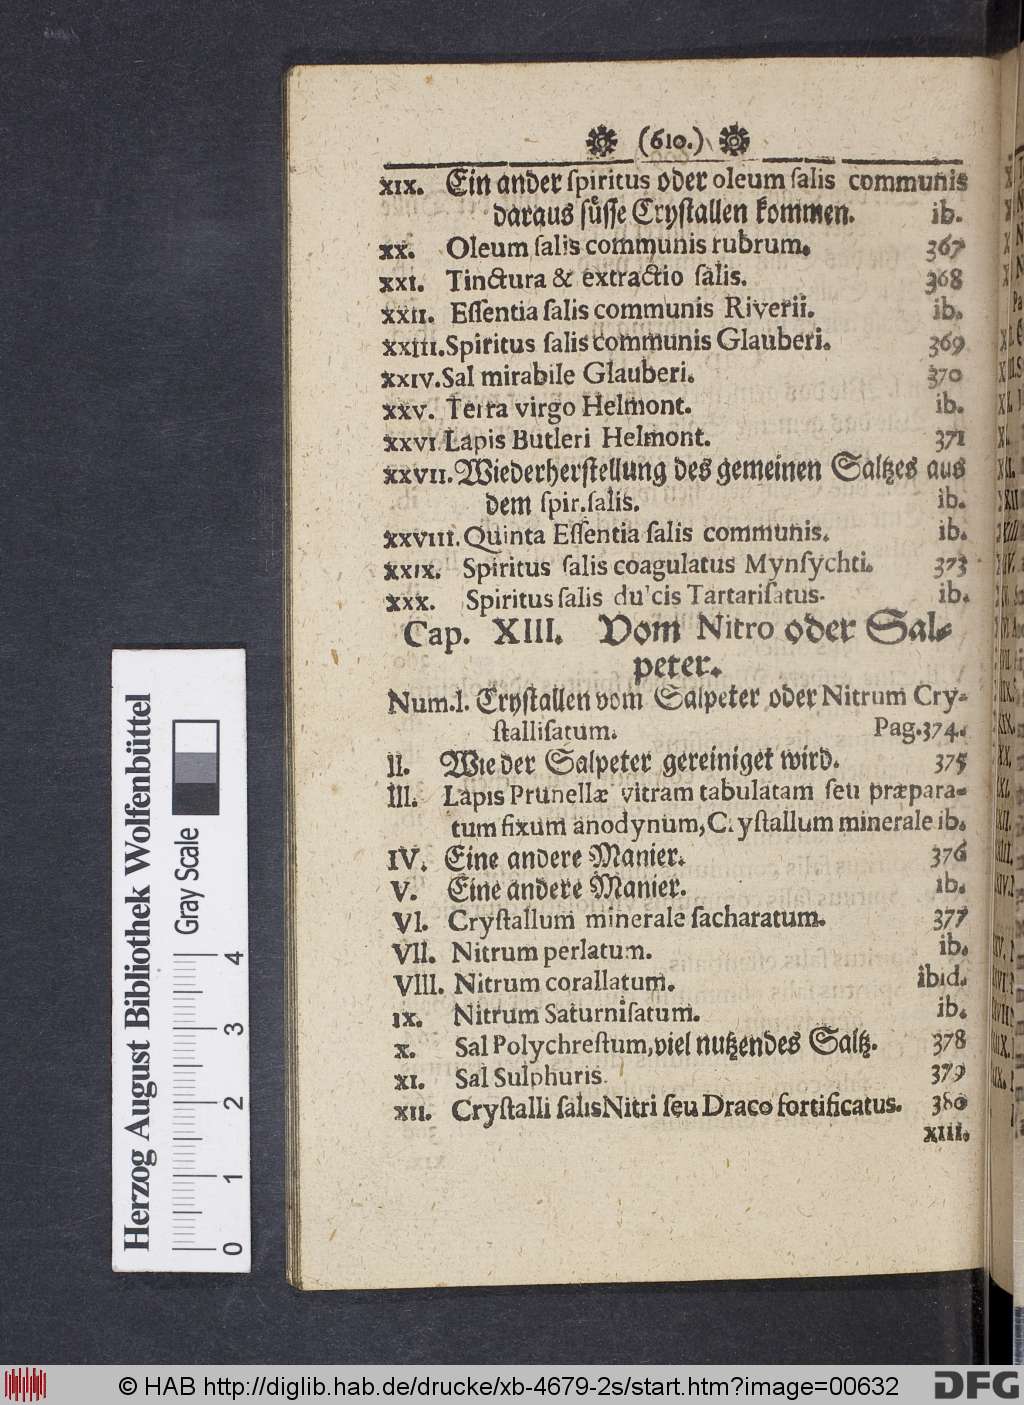 (610.)
xix. Ein ander ſpiritus oder oleum ſalis communis
daraus ſuͤſſe Cryſtallen kommen. ib.
xx. Oleum ſalis communis rubrum. 367
xxi. Tinctura & extractio ſalis. 368
xxii. Eſſentia ſalis communis Riverii. ib.
xxiii. Spiritus ſalis communis Glauberi. 369
xxiv. Sal mirabile Glauberi. 370
xxv. Terra virgo Helmont. ib.
xxvi. Lapis Butleri Helmont. 371
xxvii. Wiederherſtellung des gemeinen Saltzes aus
dem ſpir. ſalis. ib.
xxviii. Quinta Eſſentia ſalis communis. ib.
xxix. Spiritus ſalis coagulatus Mynſychti. 373
xxx. Spiritus ſalis dulcis Tartariſatus. ib.
Cap. XIII. Vom Nitro oder Sal-
peter.
Num. I. Cryſtallen vom Salpeter oder Nitrum Cry-
ſtalliſatum. Pag. 374.
II. Wie der Salpeter gereiniget wird. 375
III. Lapis Prunellæ vitram tabulatam ſeu præpara-
tum fixum anodynum, Cryſtallum minerale ib.
IV. Eine andere Manier. 376
V. Eine andere Manier. ib.
VI. Cryſtallum minerale ſacharatum. 377
VII. Nitrum perlatum. ib.
VIII. Nitrum corallatum. ibid.
IX. Nitrum Saturniſatum. ib.
X. Sal Polychreſtum, viel nutzendes Saltz. 378
XI. Sal Sulphuris. 379
XII. Cryſtalli ſalis Nitri ſeu Draco fortificatus. 380
XIII.
Herzog August Bibliothek Wolfenbüttel
Gray Scale
0 1 2 3 4
© HAB http://diglib.hab.de/drucke/xb-4679-2s/start.htm?image=00632
DFG